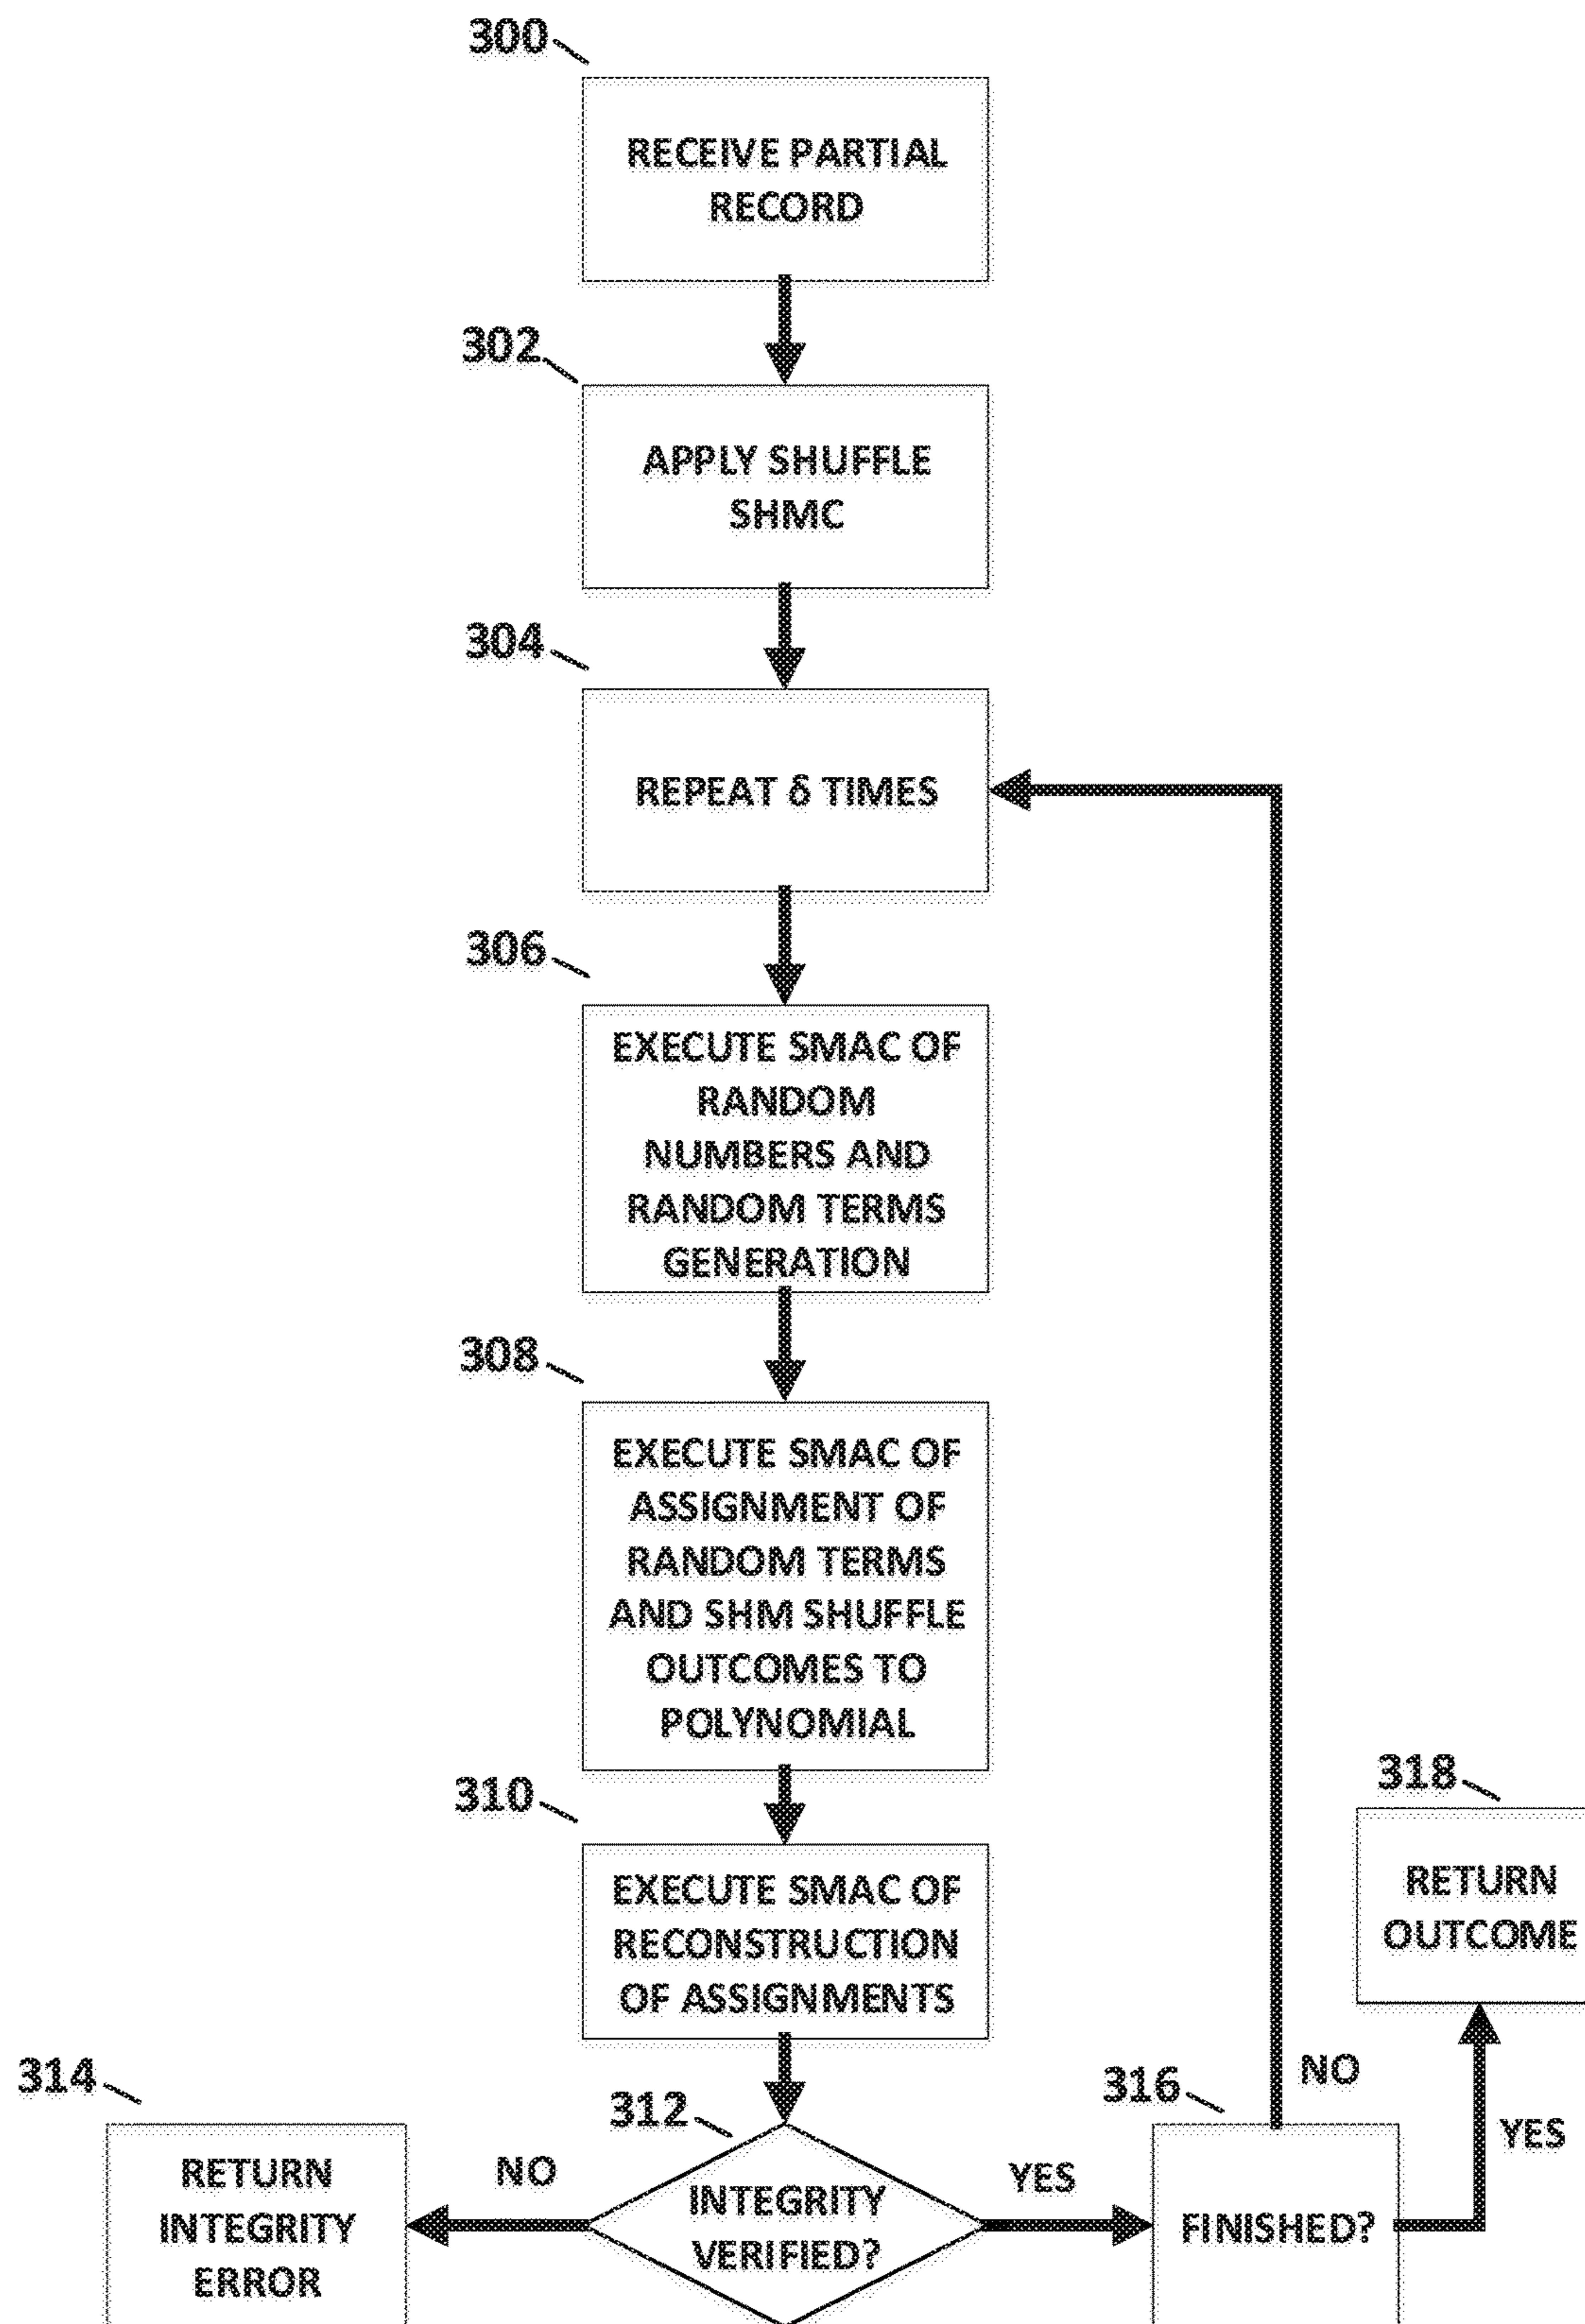 300
RECEIVE PARTIAL
RECORD
302
APPLY SHUFFLE
SHMC
304
REPEAT δ TIMES
306
EXECUTE SMAC OF
RANDOM
NUMBERS AND
RANDOM TERMS
GENERATION
308
EXECUTE SMAC OF
ASSIGNMENT OF
RANDOM TERMS
AND SHM SHUFFLE
OUTCOMES TO
POLYNOMIAL
310
EXECUTE SMAC OF
RECONSTRUCTION
OF ASSIGNMENTS
312
INTEGRITY
VERIFIED?
NO
314
RETURN
INTEGRITY
ERROR
YES
316
FINISHED?
NO
YES
318
RETURN
OUTCOME